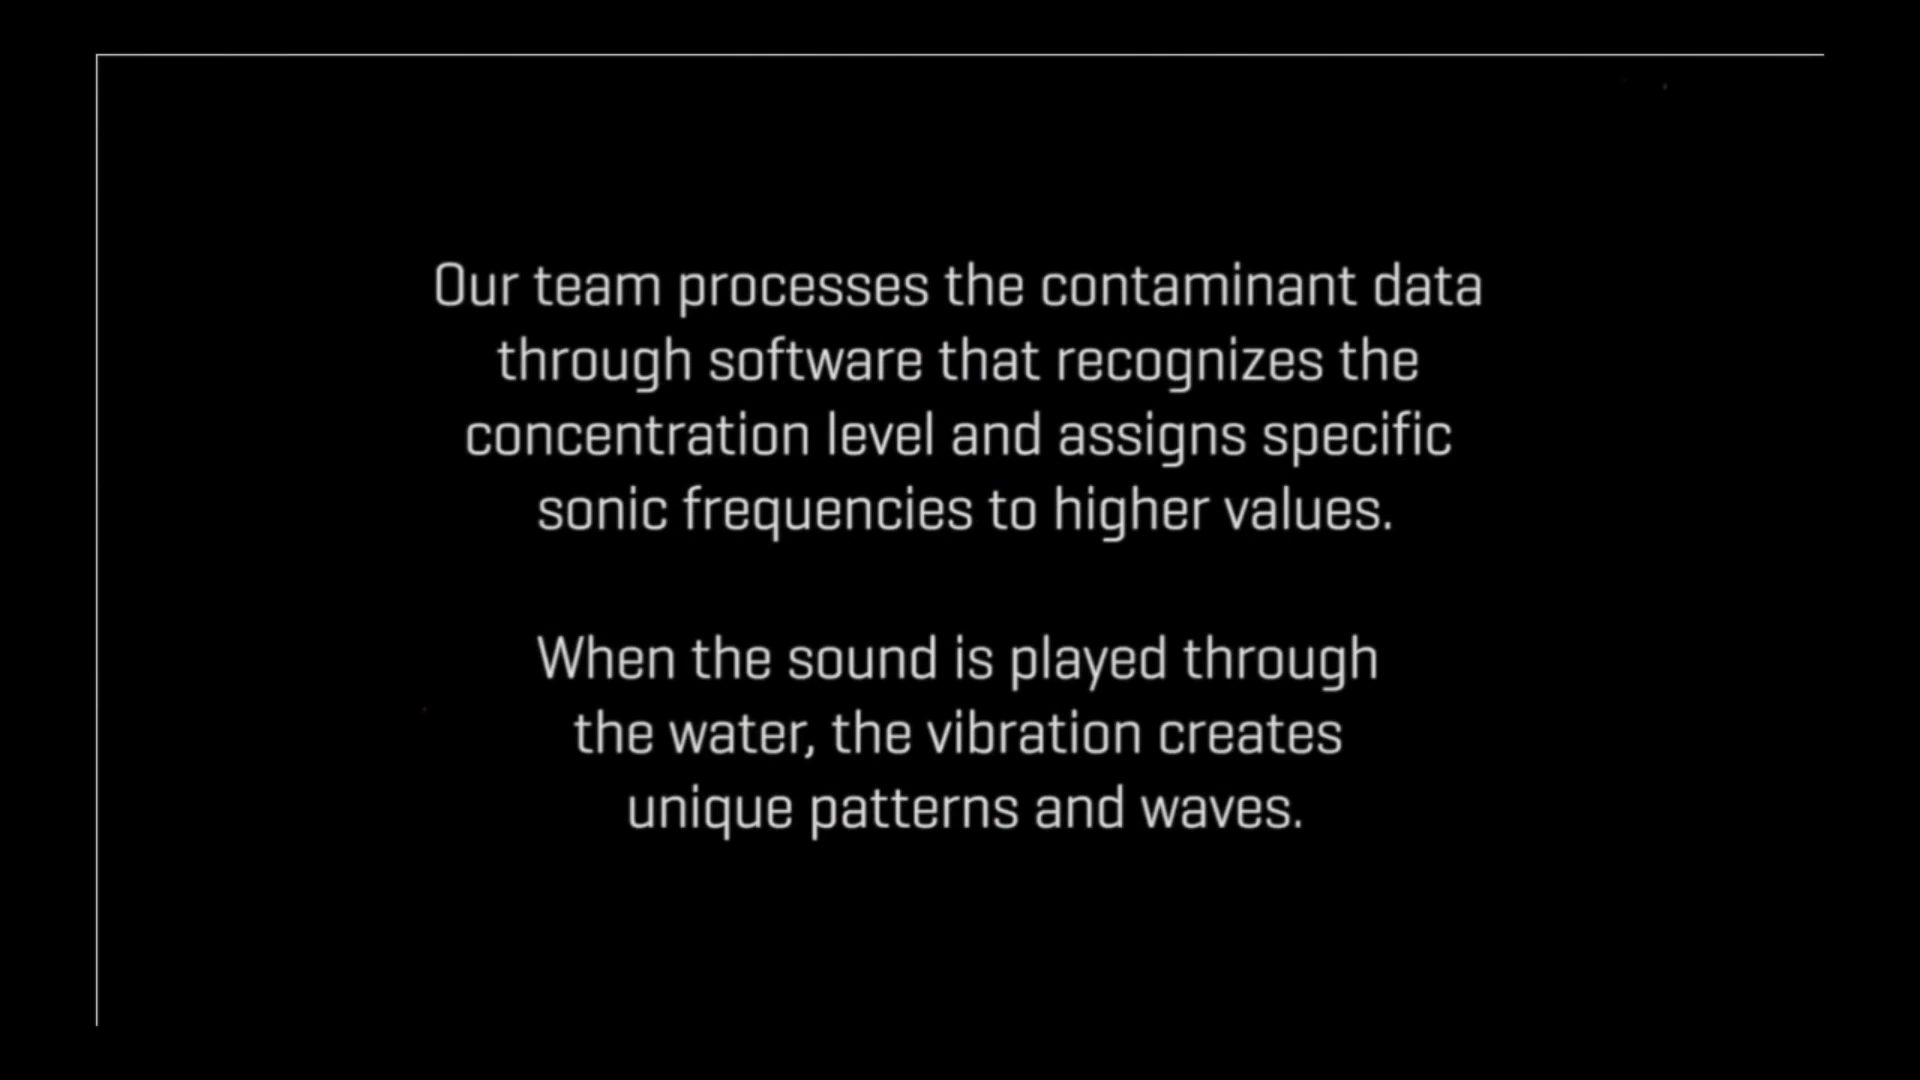 Our team processes the contaminant data
through software that recognizes the
concentration level and assigns specific
sonic frequencies to higher values.
When the sound is played through
the water, the vibration creates
unique patterns and waves.